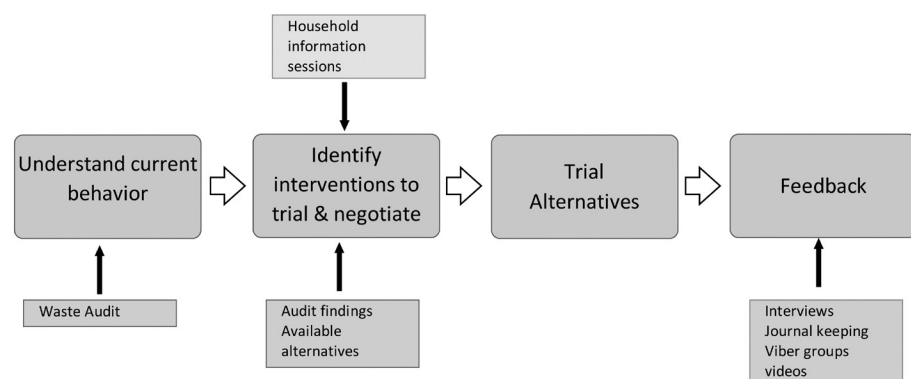 Household
information
sessions
Understand current
behavior
Identify
interventions to
trial & negotiate
Trial
Alternatives
Feedback
Waste Audit
Audit findings
Available
alternatives
Interviews
Journal keeping
Viber groups
videos